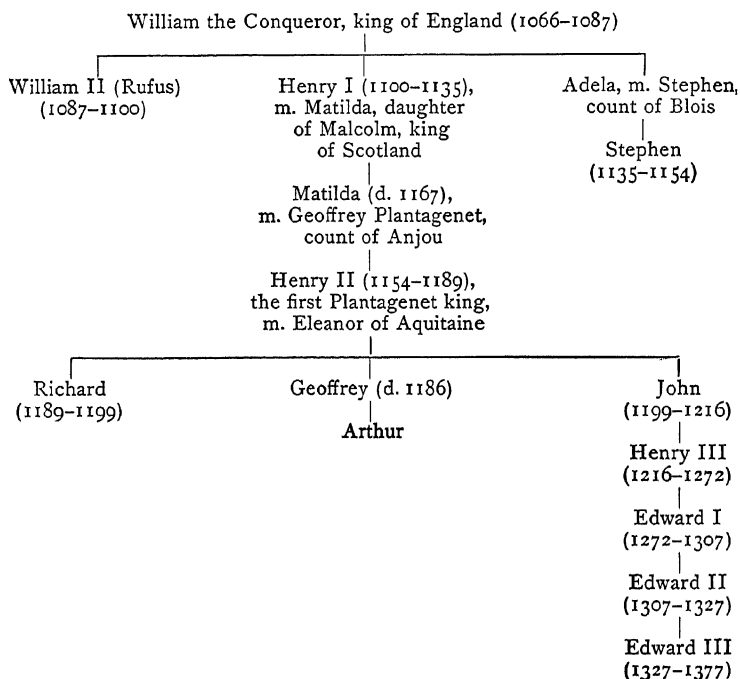 William the Conqueror, king of England (1066–1087)
William II (Rufus)
(1087–1100)
Henry I (1100–1135),
m. Matilda, daughter
of Malcolm, king
of Scotland
Adela, m. Stephen,
count of Blois
Stephen
(1135–1154)
Matilda (d. 1167),
m. Geoffrey Plantagenet,
count of Anjou
Henry II (1154–1189),
the first Plantagenet king,
m. Eleanor of Aquitaine
Richard
(1189–1199)
Geoffrey (d. 1186)
Arthur
John
(1199–1216)
Henry III
(1216–1272)
Edward I
(1272–1307)
Edward II
(1307–1327)
Edward III
(1327–1377)